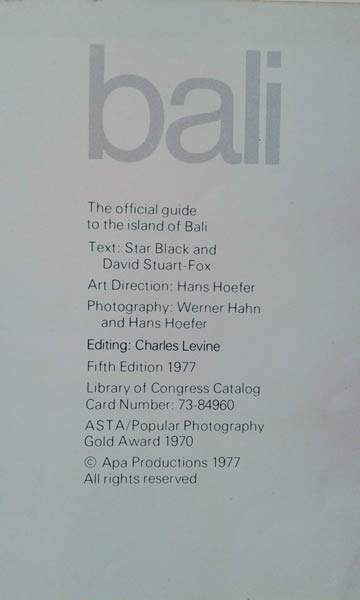 bali
The official guide
to the island of Bali
Text: Star Black and
David Stuart-Fox
Art Direction: Hans Hoefer
Photography: Werner Hahn
and Hans Hoefer
Editing: Charles Levine
Fifth Edition 1977
Library of Congress Catalog
Card Number: 73-84960
ASTA/Popular Photography
Gold Award 1970
© Apa Productions 1977
All rights reserved